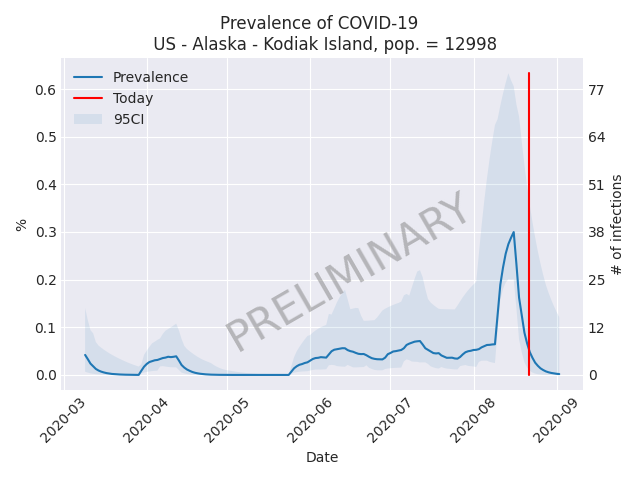 Prevalence of COVID-19
US - Alaska - Kodiak Island, pop. = 12998
Prevalence
Today
95CI
PRELIMINARY
%
0.6
0.5
0.4
0.3
0.2
0.1
0.0
77
64
51
38
25
12
0
# of infections
2020-03
2020-04
2020-05
2020-06
2020-07
2020-08
2020-09
Date